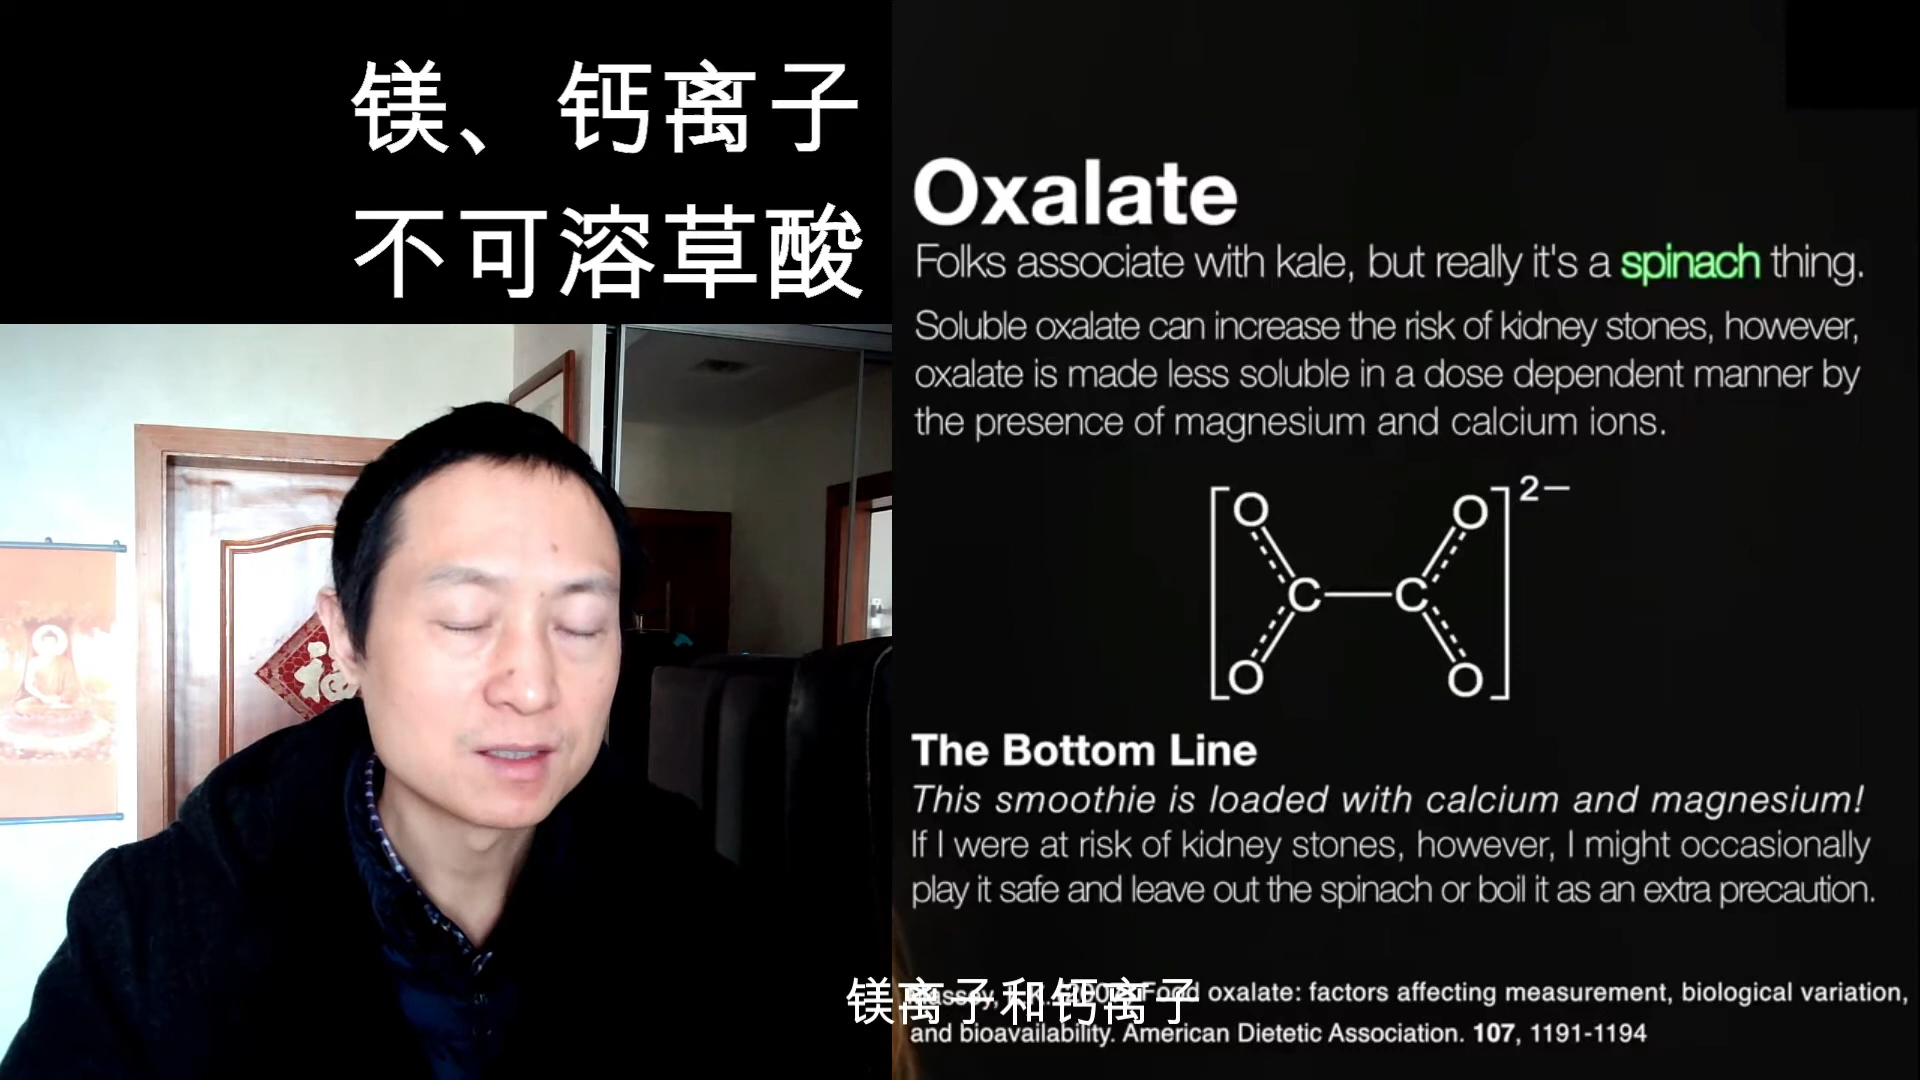 镁、钙离子
不可溶草酸
福
Oxalate
Folks associate with kale, but really it's a spinach thing.
Soluble oxalate can increase the risk of kidney stones, however,
oxalate is made less soluble in a dose dependent manner by
the presence of magnesium and calcium ions.
2−
O O
C C
O O
The Bottom Line
This smoothie is loaded with calcium and magnesium!
If I were at risk of kidney stones, however, I might occasionally
play it safe and leave out the spinach or boil it as an extra precaution.
镁离子和钙离子
Food oxalate: factors affecting measurement, biological variation,
and bioavailability. American Dietetic Association. 107, 1191-1194